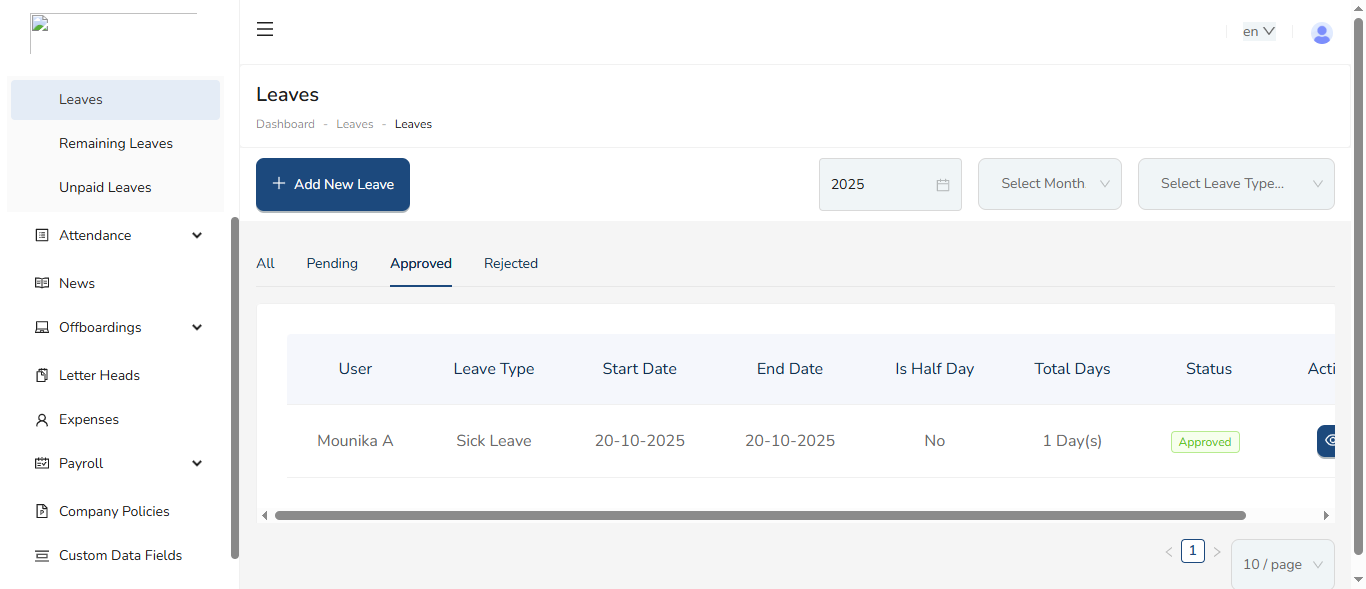 en
Leaves
Remaining Leaves
Unpaid Leaves
Attendance
News
Offboardings
Letter Heads
Expenses
Payroll
Company Policies
Custom Data Fields
Leaves
Dashboard - Leaves - Leaves
+ Add New Leave
2025
Select Month
Select Leave Type...
All Pending Approved Rejected
User Leave Type Start Date End Date Is Half Day Total Days Status Acti
Mounika A Sick Leave 20-10-2025 20-10-2025 No 1 Day(s) Approved
1
10 / page